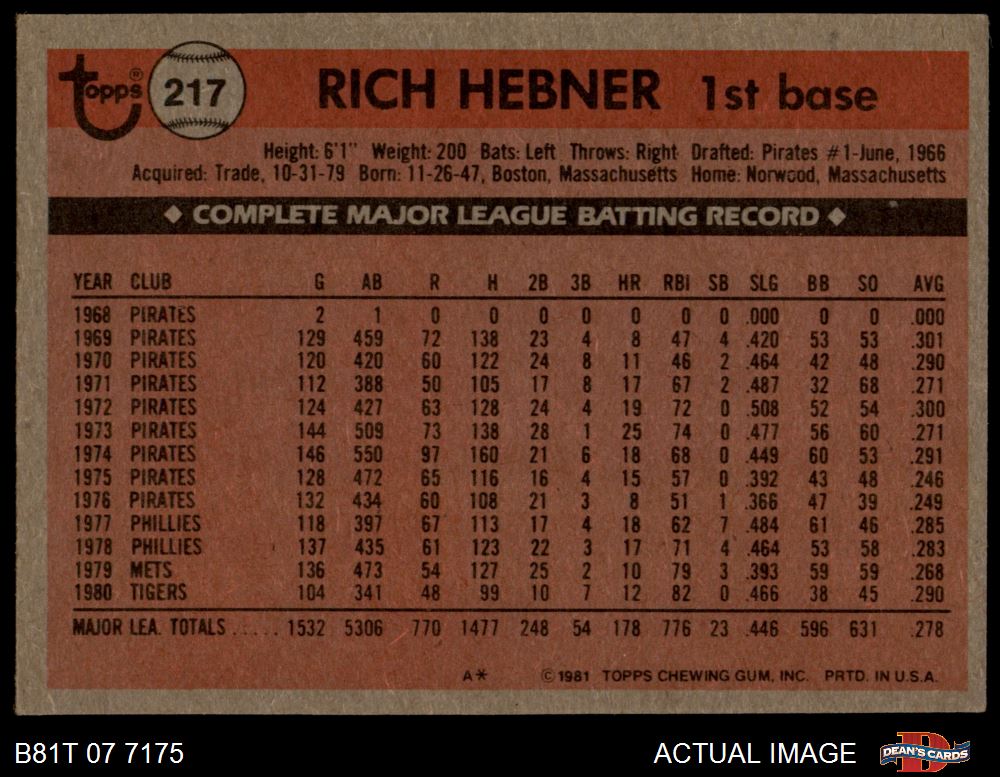 Topps® 217 RICH HEBNER 1st base
Height: 6'1" Weight: 200 Bats: Left Throws: Right Drafted: Pirates #1-June, 1966
Acquired: Trade, 10-31-79 Born: 11-26-47, Boston, Massachusetts Home: Norwood, Massachusetts
◆ COMPLETE MAJOR LEAGUE BATTING RECORD ◆
YEAR CLUB G AB R H 2B 3B HR RBI SB SLG BB SO AVG
1968 PIRATES 2 1 0 0 0 0 0 0 0 .000 0 0 .000
1969 PIRATES 129 459 72 138 23 4 8 47 4 .420 53 53 .301
1970 PIRATES 120 420 60 122 24 8 11 46 2 .464 42 48 .290
1971 PIRATES 112 388 50 105 17 8 17 67 2 .487 32 68 .271
1972 PIRATES 124 427 63 128 24 4 19 72 0 .508 52 54 .300
1973 PIRATES 144 509 73 138 28 1 25 74 0 .477 56 60 .271
1974 PIRATES 146 550 97 160 21 6 18 68 0 .449 60 53 .291
1975 PIRATES 128 472 65 116 16 4 15 57 0 .392 43 48 .246
1976 PIRATES 132 434 60 108 21 3 8 51 1 .366 47 39 .249
1977 PHILLIES 118 397 67 113 17 4 18 62 7 .484 61 46 .285
1978 PHILLIES 137 435 61 123 22 3 17 71 4 .464 53 58 .283
1979 METS 136 473 54 127 25 2 10 79 3 .393 59 59 .268
1980 TIGERS 104 341 48 99 10 7 12 82 0 .466 38 45 .290
MAJOR LEA. TOTALS ..... 1532 5306 770 1477 248 54 178 776 23 .446 596 631 .278
A* © 1981 TOPPS CHEWING GUM, INC. PRTD. IN U.S.A.
B81T 07 7175 ACTUAL IMAGE DEAN'S CARDS